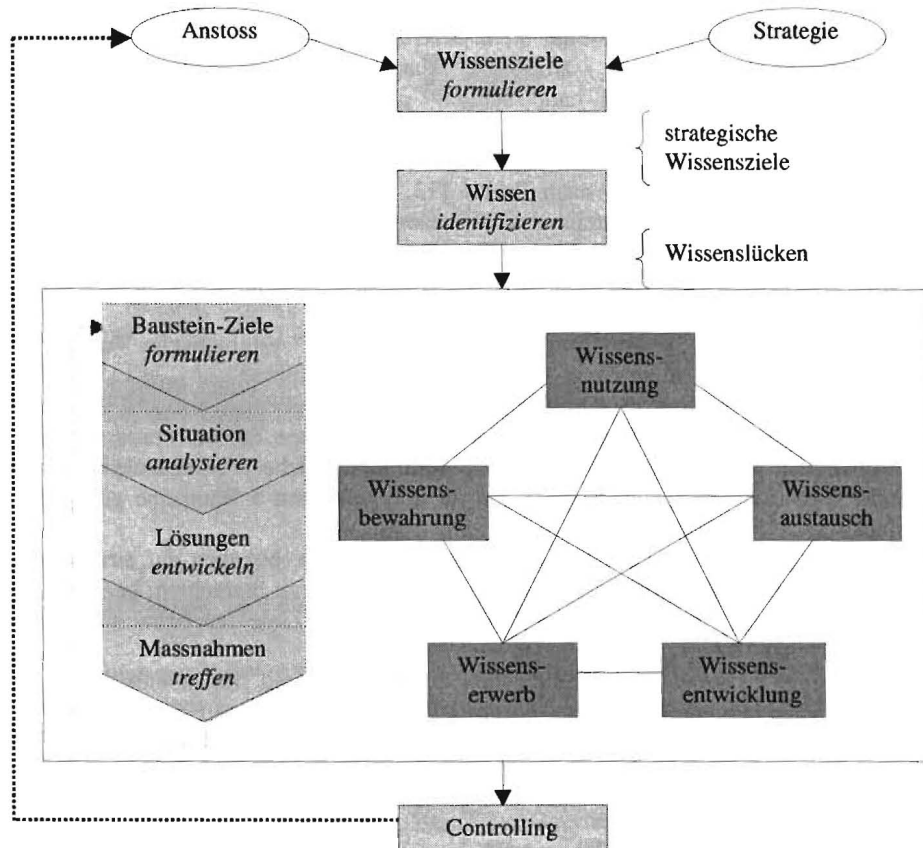 Anstoss
Strategie
Wissensziele
formulieren
strategische
Wissensziele
Wissen
identifizieren
Wissenslücken
Baustein-Ziele
formulieren
Situation
analysieren
Lösungen
entwickeln
Massnahmen
treffen
Wissens-
nutzung
Wissens-
bewahrung
Wissens-
austausch
Wissens-
erwerb
Wissens-
entwicklung
Controlling